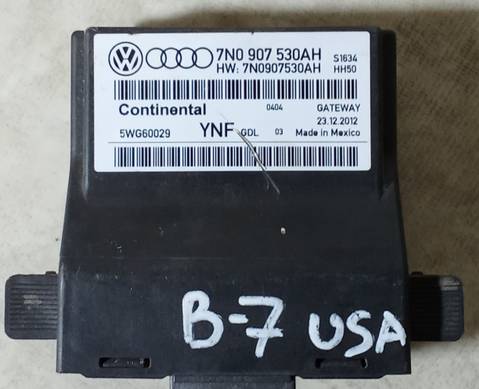 7N0 907 530AH S1634
HW: 7N0907530AH HH50
Continental 0404 GATEWAY
23.12.2012
5WG60029 YNF GDL 03 Made in Mexico
B-7 USA